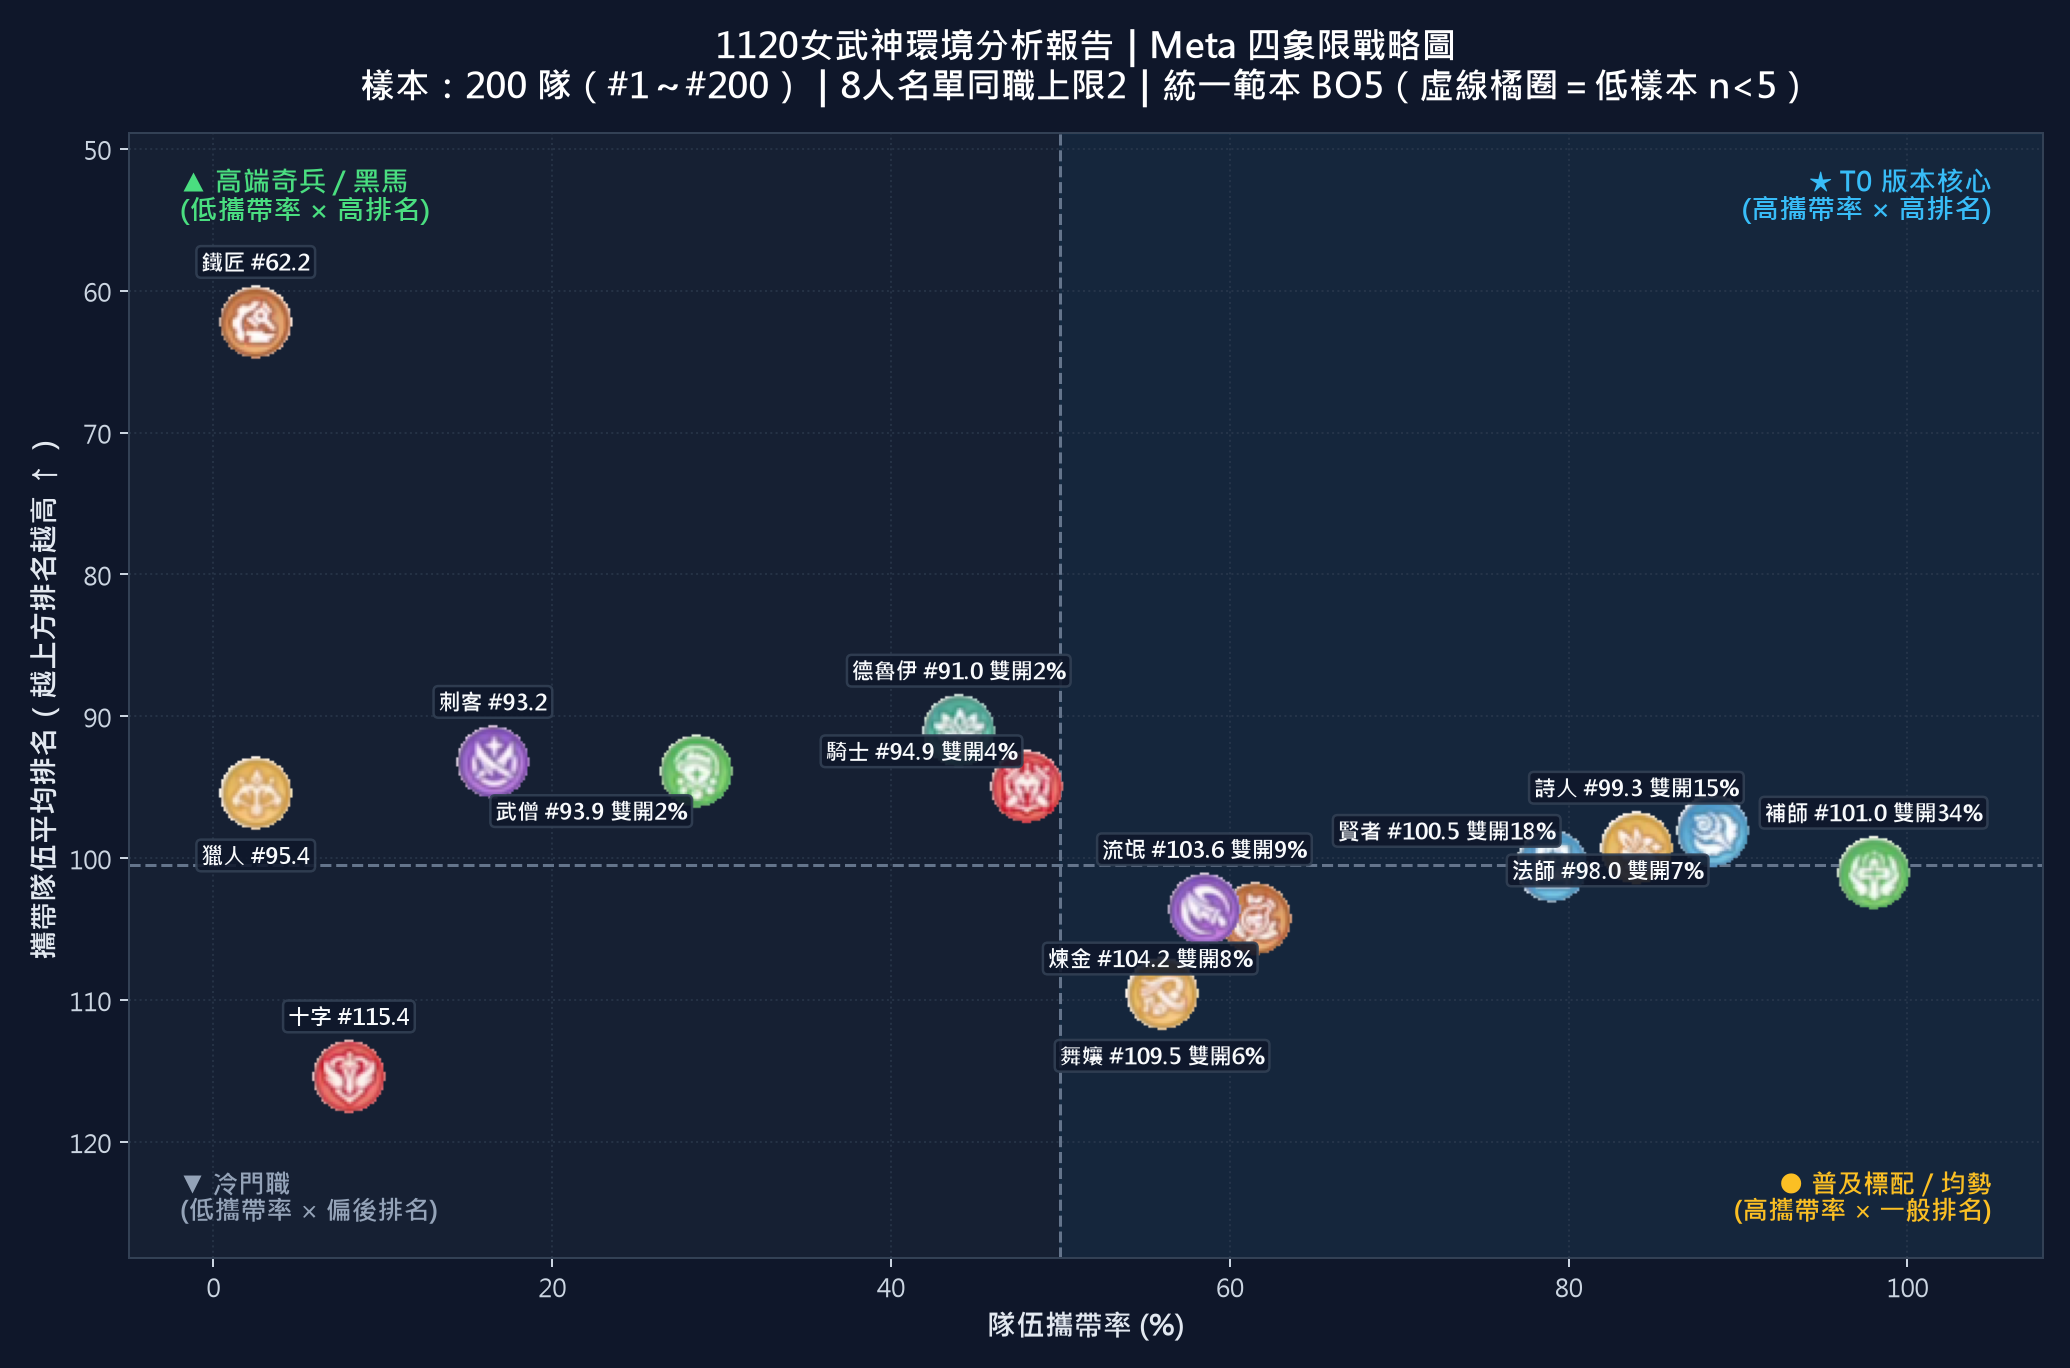 1120女武神環境分析報告 | Meta 四象限戰略圖
樣本：200 隊（#1～#200） | 8人名單同職上限2 | 統一範本 BO5（虛線橘圈＝低樣本 n<5）
▲ 高端奇兵 / 黑馬
(低攜帶率 × 高排名)
★ T0 版本核心
(高攜帶率 × 高排名)
鐵匠 #62.2
德魯伊 #91.0 雙開2%
刺客 #93.2
騎士 #94.9 雙開4%
武僧 #93.9 雙開2%
獵人 #95.4
詩人 #99.3 雙開15%
補師 #101.0 雙開34%
賢者 #100.5 雙開18%
流氓 #103.6 雙開9%
法師 #98.0 雙開7%
煉金 #104.2 雙開8%
十字 #115.4
舞孃 #109.5 雙開6%
▼ 冷門職
(低攜帶率 × 偏後排名)
● 普及標配 / 均勢
(高攜帶率 × 一般排名)
攜帶隊伍平均排名（越上方排名越高 ↑）
50
60
70
80
90
100
110
120
0
20
40
60
80
100
隊伍攜帶率 (%)